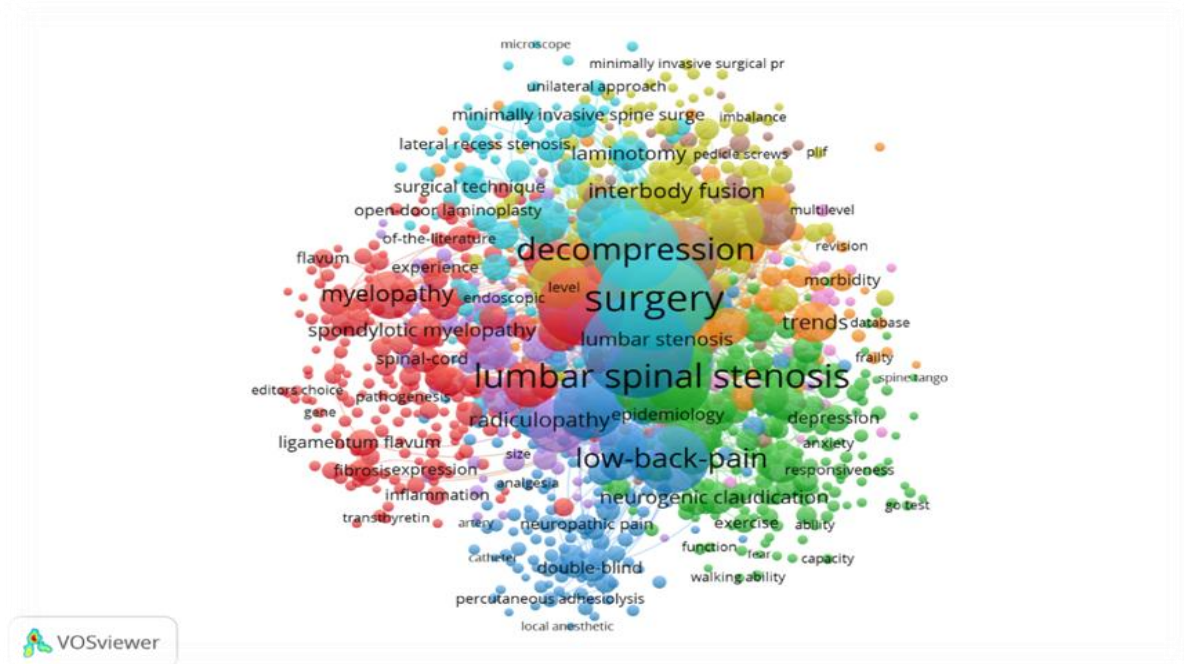 microscope
minimally invasive surgical pr
unilateral approach
minimally invasive spine surge
imbalance
lateral recess stenosis
laminotomy
pedicle screws
plif
surgical technique
interbody fusion
open-door laminoplasty
multilevel
of-the-literature
decompression
revision
flavum
experience
morbidity
myelopathy
endoscopic
level
surgery
spondylotic myelopathy
trends
database
lumbar stenosis
spinal-cord
frailty
lumbar spinal stenosis
spine tango
editors choice
pathogenesis
gene
radiculopathy
epidemiology
depression
ligamentum flavum
anxiety
size
low-back-pain
fibrosis
expression
responsiveness
analgesia
inflammation
neurogenic claudication
go test
transthyretin
artery
neuropathic pain
exercise
ability
function
fear
catheter
capacity
double-blind
walking ability
percutaneous adhesiolysis
local anesthetic
VOSviewer